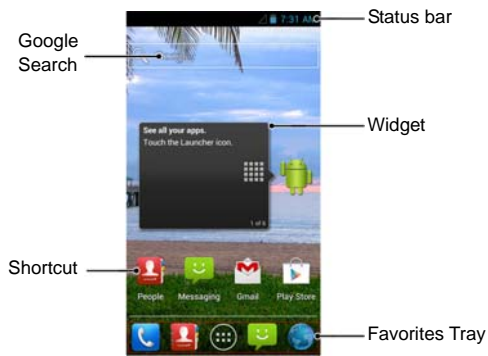 Status bar
7:31 AM
Google
Search
Widget
See all your apps.
Touch the Launcher icon.
1 of 6
Shortcut
People Messaging Gmail Play Store
Favorites Tray